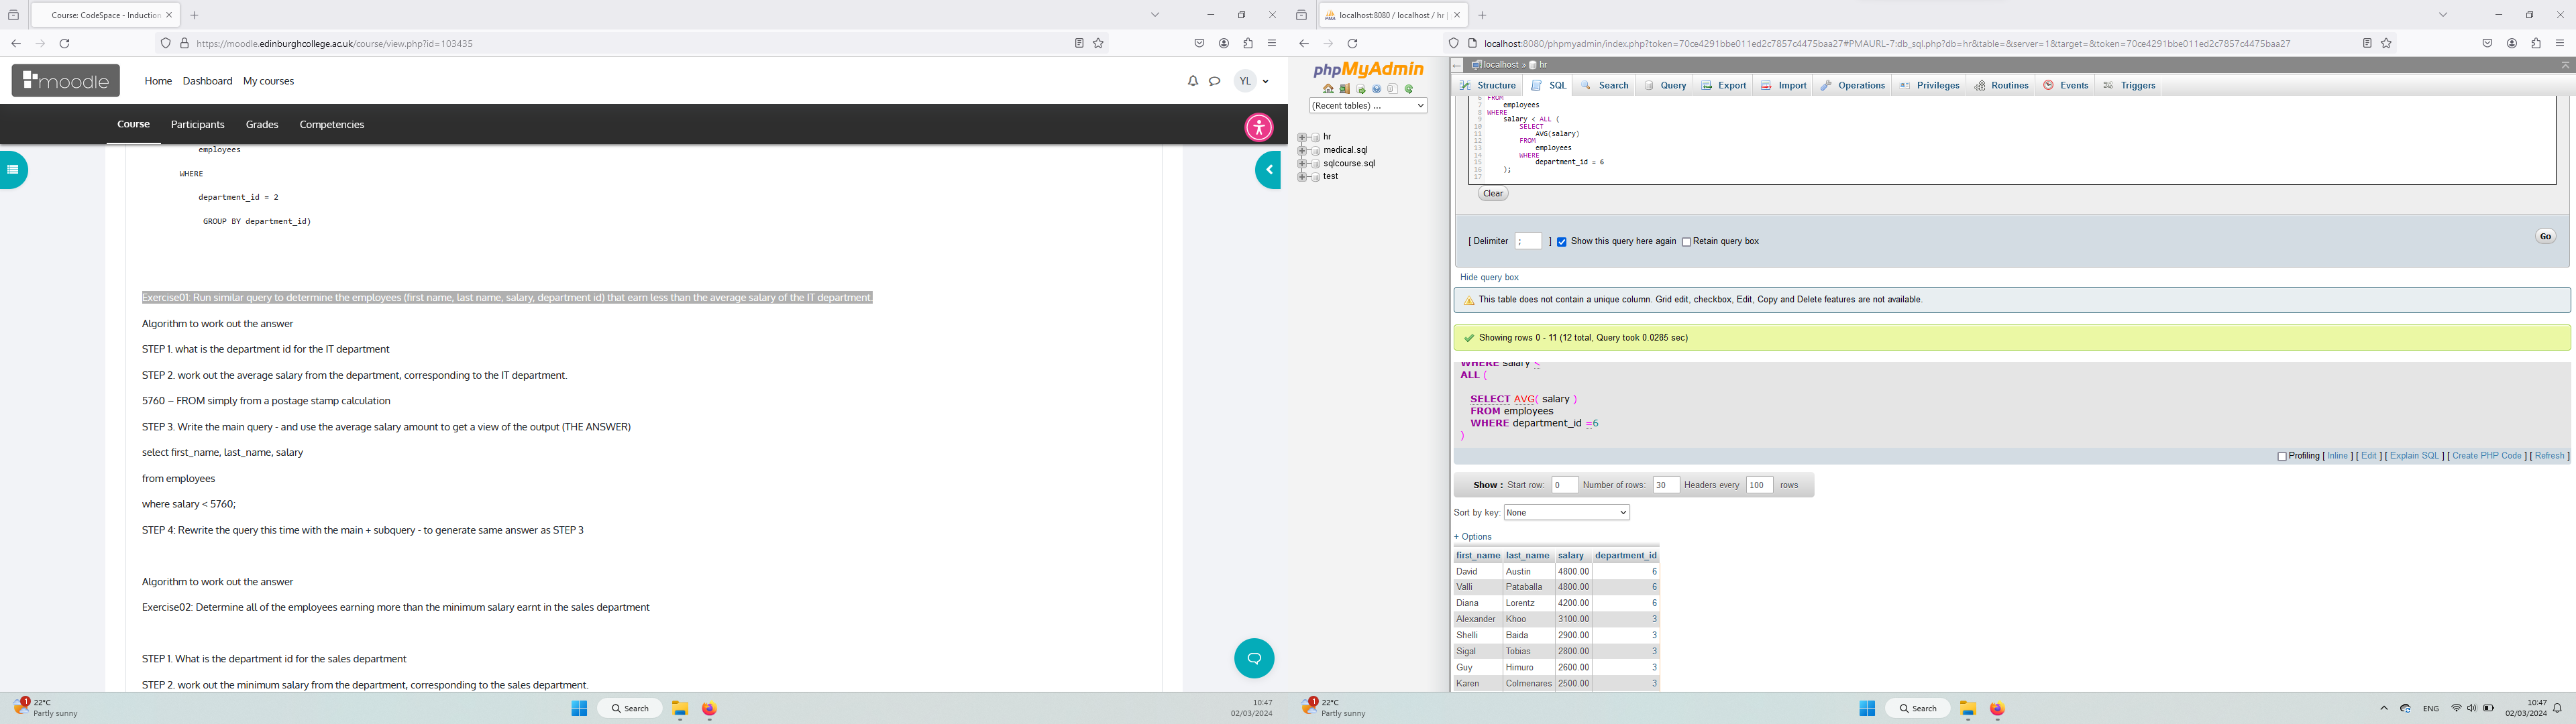 Course: CodeSpace - Induction
https://moodle.edinburghcollege.ac.uk/course/view.php?id=103435
moodle
Home Dashboard My courses
YL
Course Participants Grades Competencies
employees
WHERE
department_id = 2
GROUP BY department_id)
Exercise01: Run similar query to determine the employees (first name, last name, salary, department id) that earn less than the average salary of the IT department.
Algorithm to work out the answer
STEP 1. what is the department id for the IT department
STEP 2. work out the average salary from the department, corresponding to the IT department.
5760 – FROM simply from a postage stamp calculation
STEP 3. Write the main query - and use the average salary amount to get a view of the output (THE ANSWER)
select first_name, last_name, salary
from employees
where salary < 5760;
STEP 4: Rewrite the query this time with the main + subquery - to generate same answer as STEP 3
Algorithm to work out the answer
Exercise02: Determine all of the employees earning more than the minimum salary earnt in the sales department
STEP 1. What is the department id for the sales department
STEP 2. work out the minimum salary from the department, corresponding to the sales department.
1
22°C
Partly sunny
Search
10:47
02/03/2024
localhost:8080 / localhost / hr |
localhost:8080/phpmyadmin/index.php?token=70ce4291bbe011ed2c7857c4475baa27#PMAURL-7:db_sql.php?db=hr&table=&server=1&target=&token=70ce4291bbe011ed2c7857c4475baa27
phpMyAdmin
(Recent tables) ...
hr
medical.sql
sqlcourse.sql
test
localhost » hr
Structure SQL Search Query Export Import Operations Privileges Routines Events Triggers
6 FROM
7 employees
8 WHERE
9 salary < ALL (
10 SELECT
11 AVG(salary)
12 FROM
13 employees
14 WHERE
15 department_id = 6
16 );
17
Clear
[ Delimiter ; ] Show this query here again Retain query box
Go
Hide query box
This table does not contain a unique column. Grid edit, checkbox, Edit, Copy and Delete features are not available.
Showing rows 0 - 11 (12 total, Query took 0.0285 sec)
WHERE salary <
ALL (
SELECT AVG( salary )
FROM employees
WHERE department_id =6
)
Profiling [ Inline ] [ Edit ] [ Explain SQL ] [ Create PHP Code ] [ Refresh ]
Show : Start row: 0 Number of rows: 30 Headers every 100 rows
Sort by key: None
+ Options
first_name last_name salary department_id
David Austin 4800.00 6
Valli Pataballa 4800.00 6
Diana Lorentz 4200.00 6
Alexander Khoo 3100.00 3
Shelli Baida 2900.00 3
Sigal Tobias 2800.00 3
Guy Himuro 2600.00 3
Karen Colmenares 2500.00 3
1
22°C
Partly sunny
Search
ENG
10:47
02/03/2024